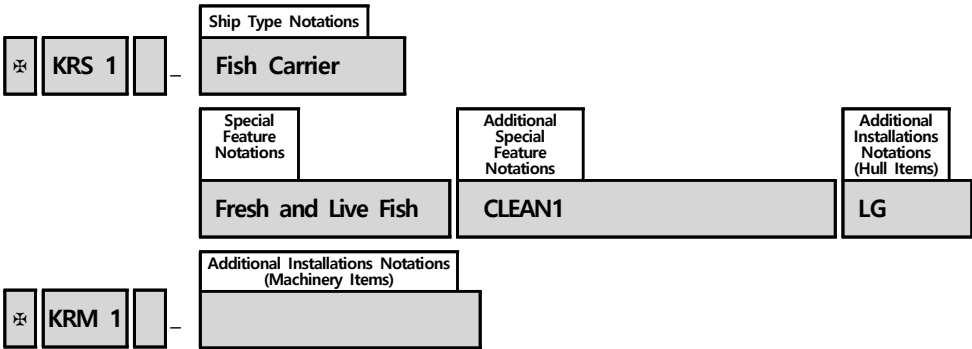 Ship Type Notations
✠ KRS 1 _ Fish Carrier
Special
Feature
Notations
Additional
Special
Feature
Notations
Additional
Installations
Notations
(Hull Items)
Fresh and Live Fish CLEAN1 LG
Additional Installations Notations
(Machinery Items)
✠ KRM 1 _